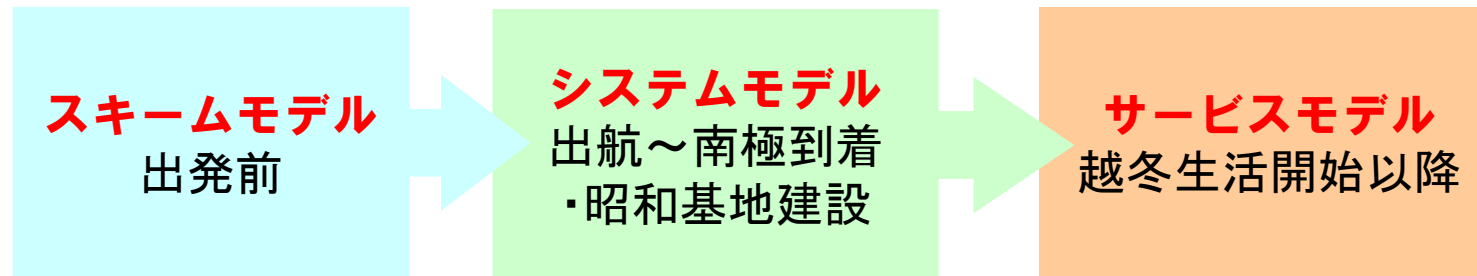 スキームモデル
出発前
システムモデル
出航～南極到着
・昭和基地建設
サービスモデル
越冬生活開始以降